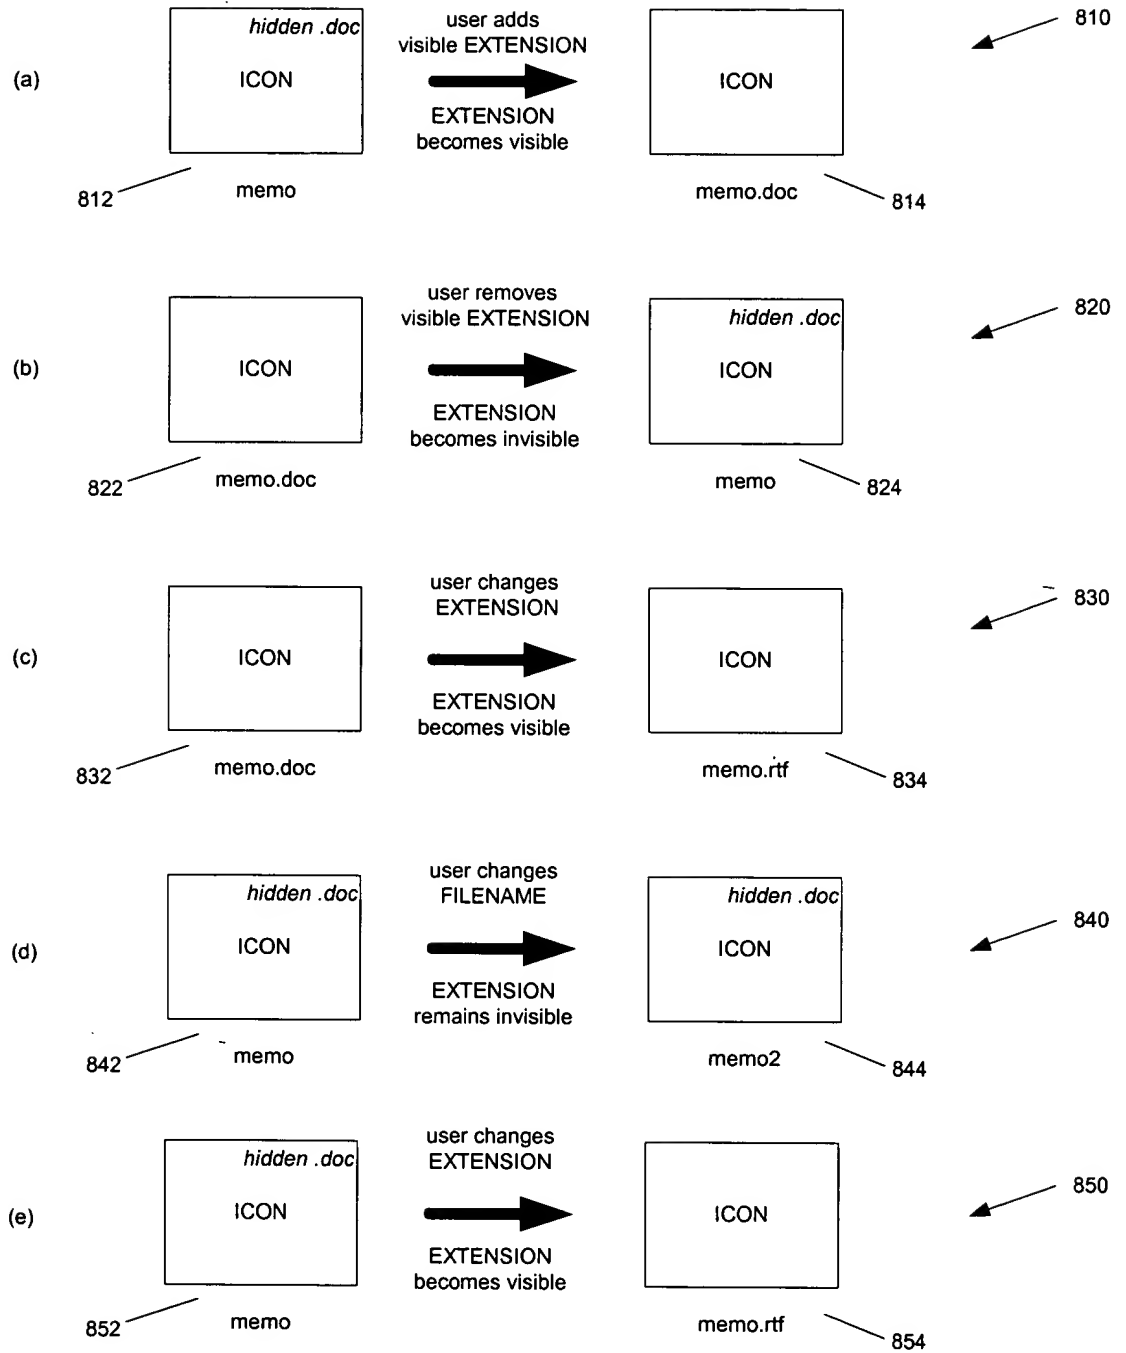 hidden .doc
user adds
visible EXTENSION
810
(a)
ICON
ICON
EXTENSION
becomes visible
812
memo
memo.doc
814
user removes
visible EXTENSION
820
hidden .doc
(b)
ICON
ICON
EXTENSION
becomes invisible
822
memo.doc
memo
824
user changes
EXTENSION
830
(c)
ICON
ICON
EXTENSION
becomes visible
832
memo.doc
memo.rtf
834
user changes
FILENAME
hidden .doc
hidden .doc
840
(d)
ICON
ICON
EXTENSION
remains invisible
842
memo
memo2
844
user changes
EXTENSION
hidden .doc
850
(e)
ICON
ICON
EXTENSION
becomes visible
852
memo
memo.rtf
854